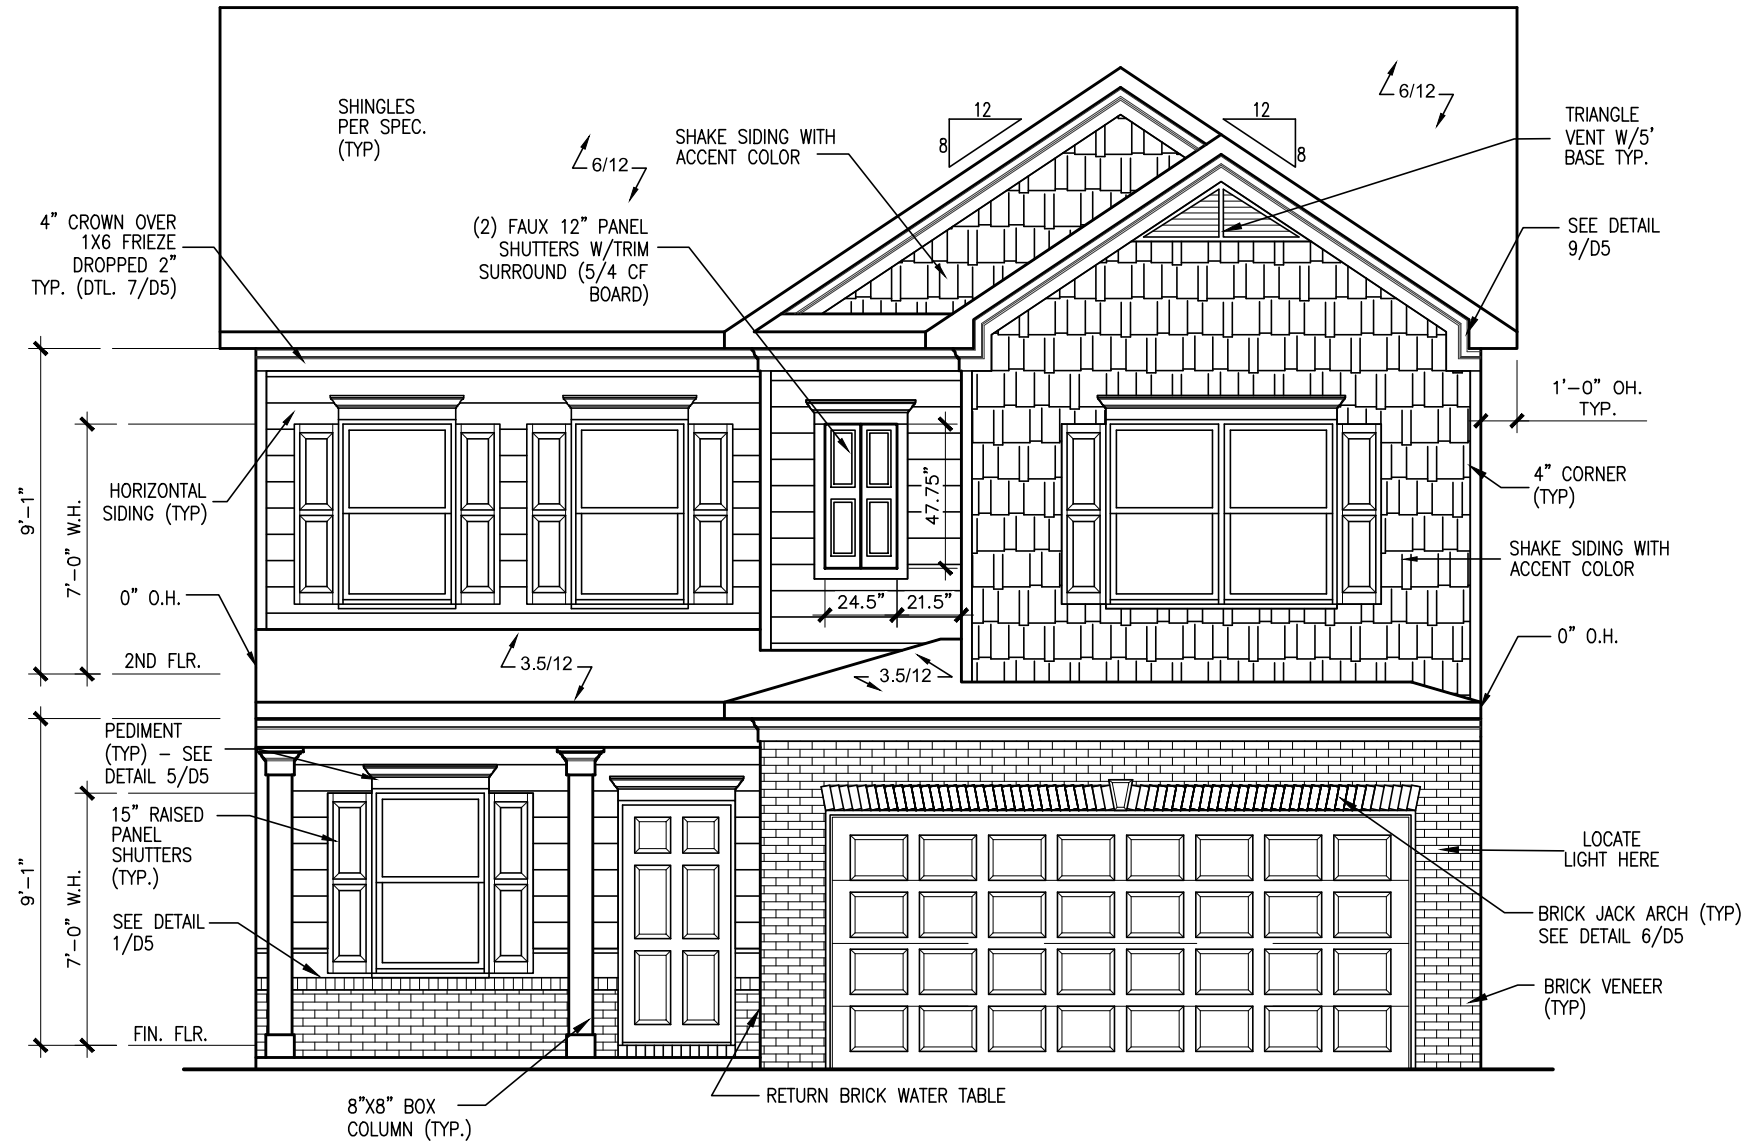 SHINGLES
PER SPEC.
(TYP)
6/12
12
8
12
8
6/12
SHAKE SIDING WITH
ACCENT COLOR
TRIANGLE
VENT W/5'
BASE TYP.
4" CROWN OVER
1X6 FRIEZE
DROPPED 2"
TYP. (DTL. 7/D5)
(2) FAUX 12" PANEL
SHUTTERS W/TRIM
SURROUND (5/4 CF
BOARD)
SEE DETAIL
9/D5
1'-0" OH.
TYP.
9'-1"
7'-0" W.H.
HORIZONTAL
SIDING (TYP)
47.75"
4" CORNER
(TYP)
SHAKE SIDING WITH
ACCENT COLOR
0" O.H.
24.5"
21.5"
0" O.H.
2ND FLR.
3.5/12
3.5/12
PEDIMENT
(TYP) - SEE
DETAIL 5/D5
15" RAISED
PANEL
SHUTTERS
(TYP.)
9'-1"
7'-0" W.H.
LOCATE
LIGHT HERE
SEE DETAIL
1/D5
BRICK JACK ARCH (TYP)
SEE DETAIL 6/D5
BRICK VENEER
(TYP)
FIN. FLR.
RETURN BRICK WATER TABLE
8"X8" BOX
COLUMN (TYP.)